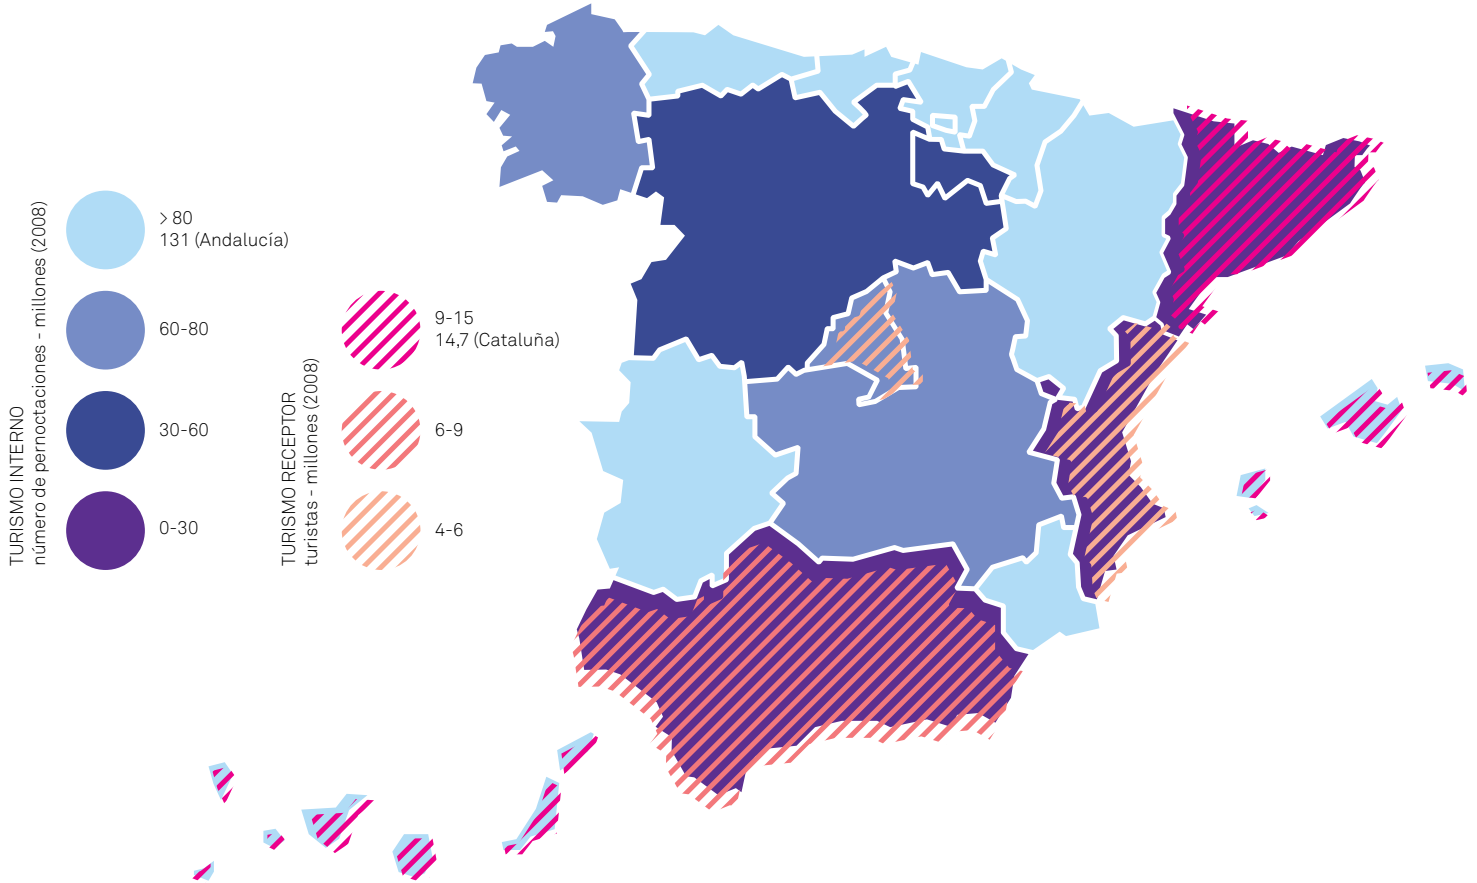 TURISMO INTERNO
número de pernoctaciones - millones (2008)
> 80
131 (Andalucía)
60-80
30-60
0-30
TURISMO RECEPTOR
turistas - millones (2008)
9-15
14,7 (Cataluña)
6-9
4-6